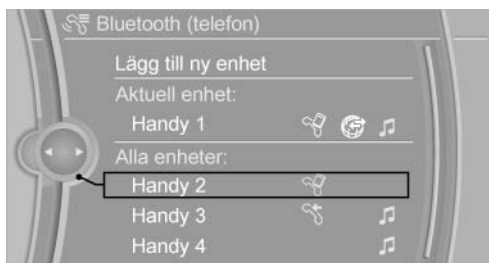 Bluetooth (telefon)
Lägg till ny enhet
Aktuell enhet:
Handy 1
Alla enheter:
Handy 2
Handy 3
Handy 4